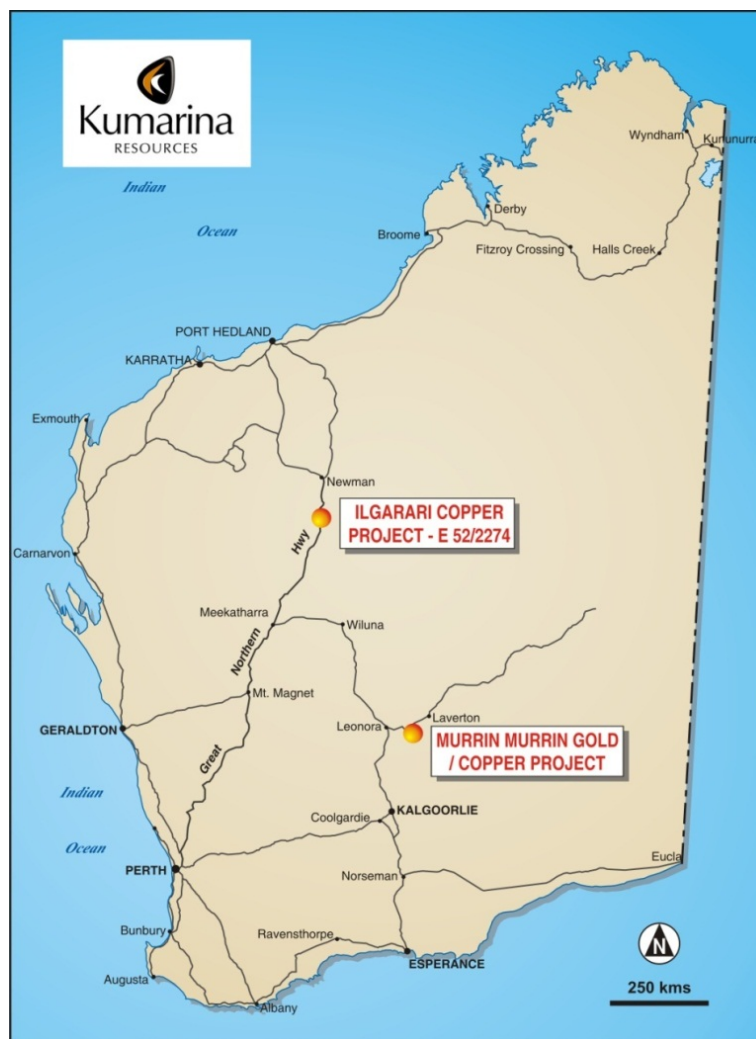 Kumarina
RESOURCES
Indian
Ocean
Wyndham
Kununurra
Derby
Broome
Fitzroy Crossing
Halls Creek
PORT HEDLAND
KARRATHA
Exmouth
Newman
ILGARARI COPPER
PROJECT - E 52/2274
Hwy
Carnarvon
Meekatharra
Wiluna
Northern
Mt. Magnet
Laverton
Leonora
GERALDTON
MURRIN MURRIN GOLD
/ COPPER PROJECT
Great
Indian
KALGOORLIE
Coolgardie
Ocean
Eucla
PERTH
Norseman
Bunbury
Ravensthorpe
N
ESPERANCE
Augusta
250 kms
Albany